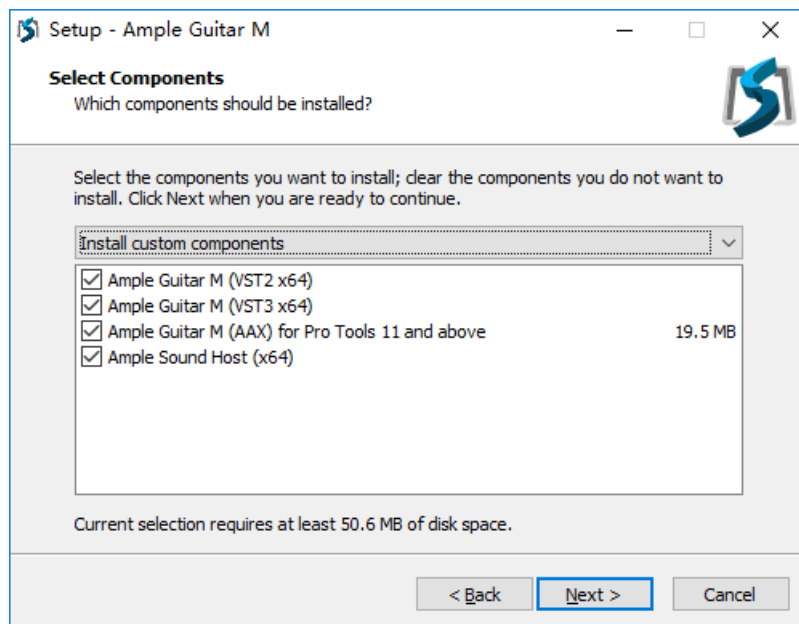 Setup - Ample Guitar M
Select Components
Which components should be installed?
Select the components you want to install; clear the components you do not want to
install. Click Next when you are ready to continue.
Install custom components
Ample Guitar M (VST2 x64)
Ample Guitar M (VST3 x64)
Ample Guitar M (AAX) for Pro Tools 11 and above 19.5 MB
Ample Sound Host (x64)
Current selection requires at least 50.6 MB of disk space.
< Back Next > Cancel